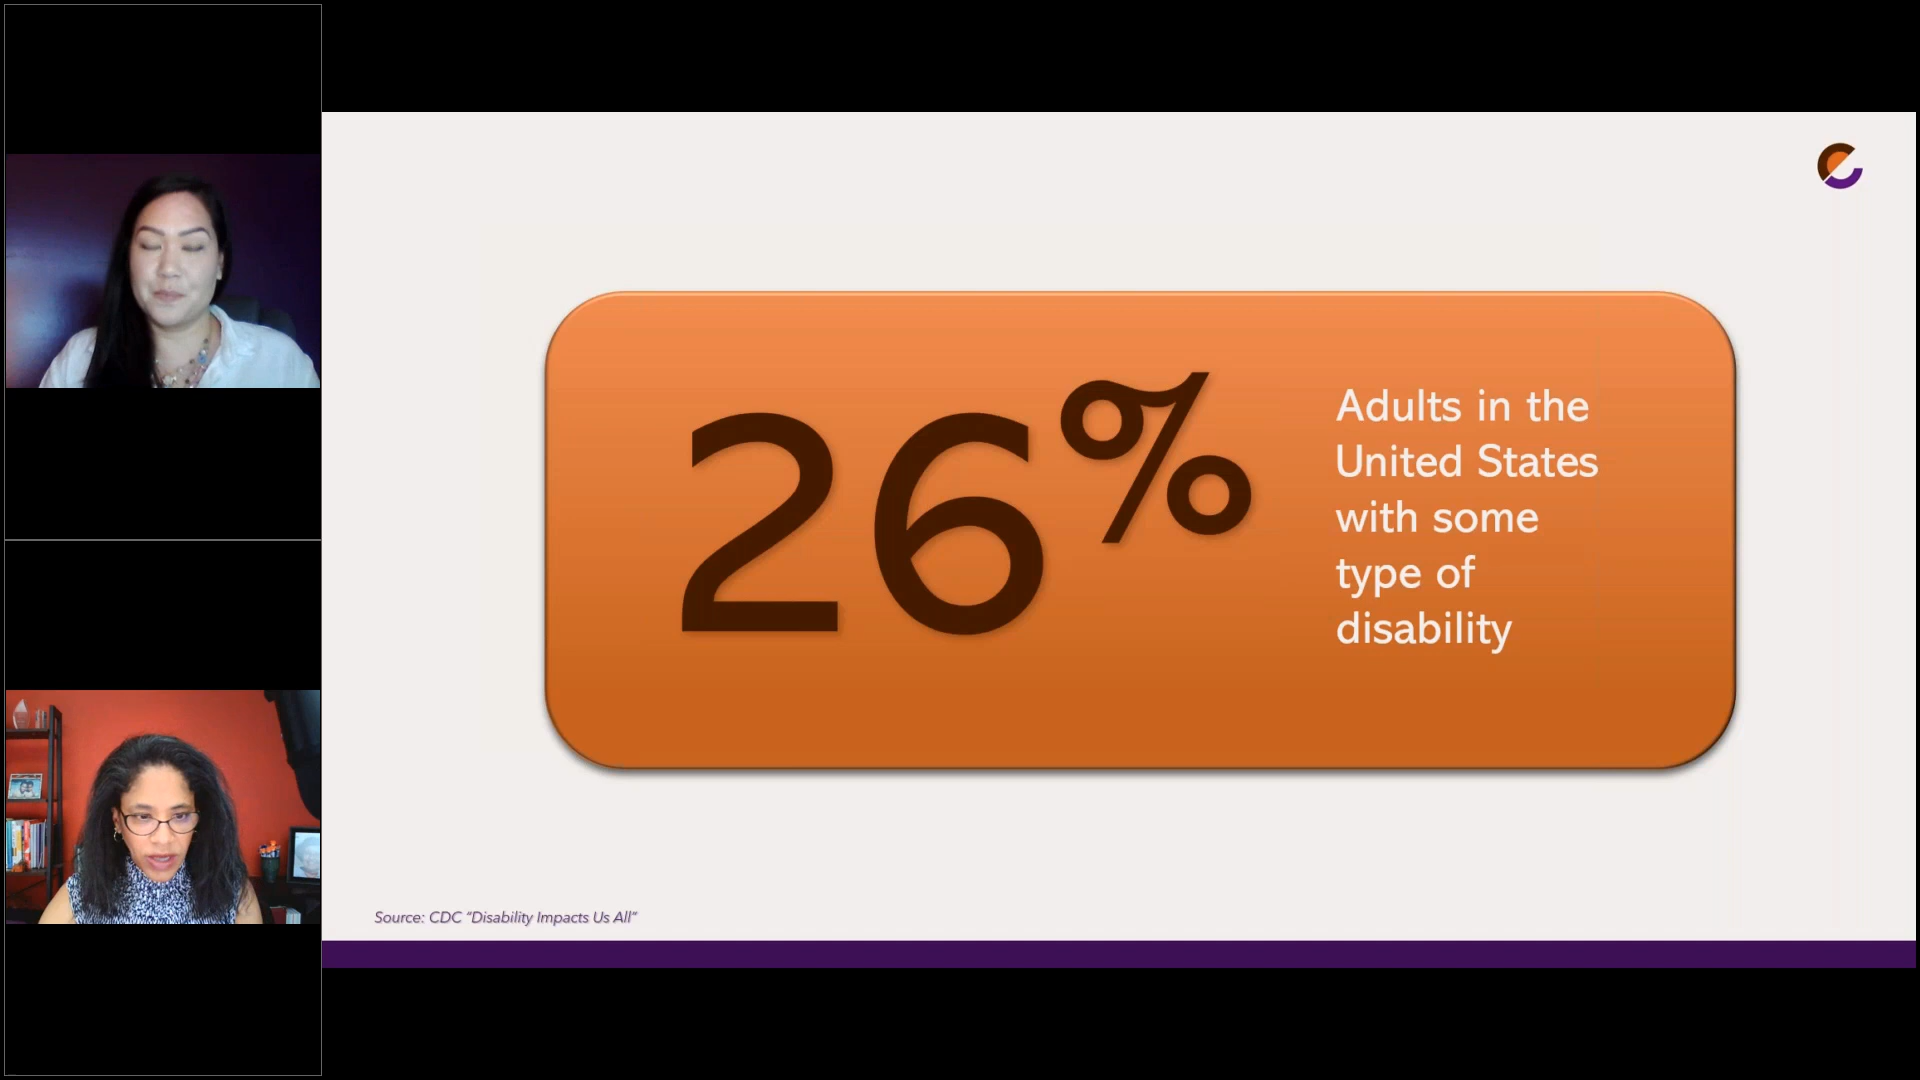 26%
Adults in the
United States
with some
type of
disability
Source: CDC “Disability Impacts Us All”